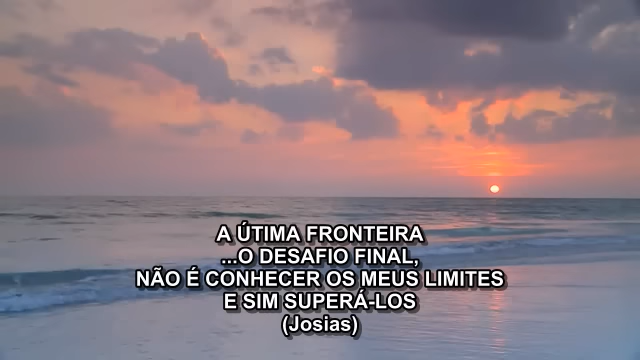 A ÚTIMA FRONTEIRA
...O DESAFIO FINAL,
NÃO É CONHECER OS MEUS LIMITES
E SIM SUPERÁ-LOS
(Josias)